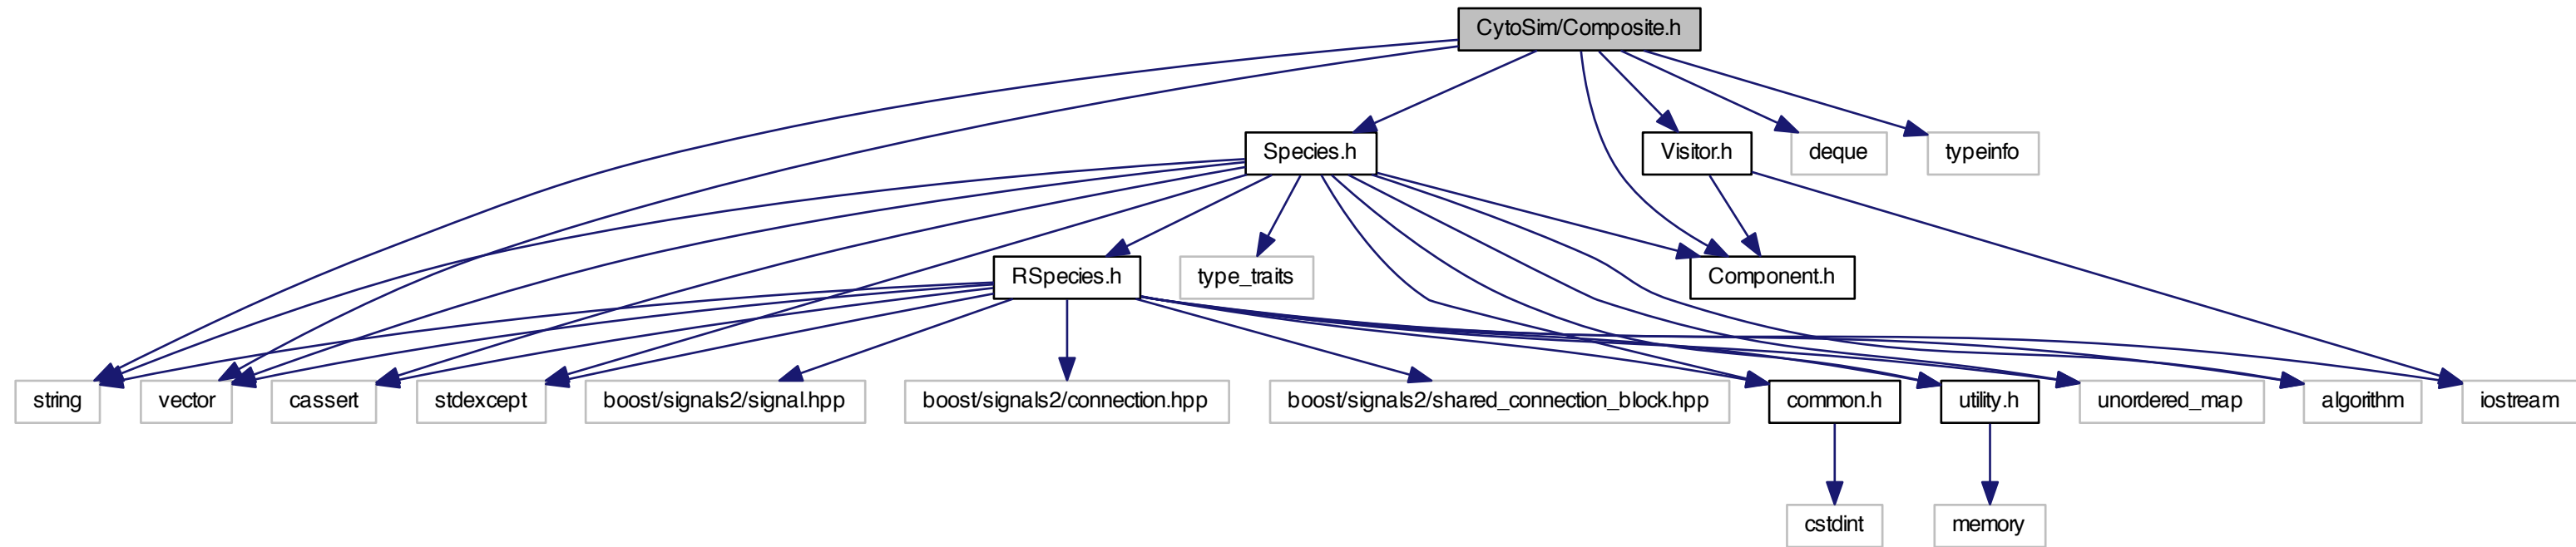 CytoSim/Composite.h
Species.h
Visitor.h
deque
typeinfo
RSpecies.h
type_traits
Component.h
string
vector
cassert
stdexcept
boost/signals2/signal.hpp
boost/signals2/connection.hpp
boost/signals2/shared_connection_block.hpp
common.h
utility.h
unordered_map
algorithm
iostream
cstdint
memory